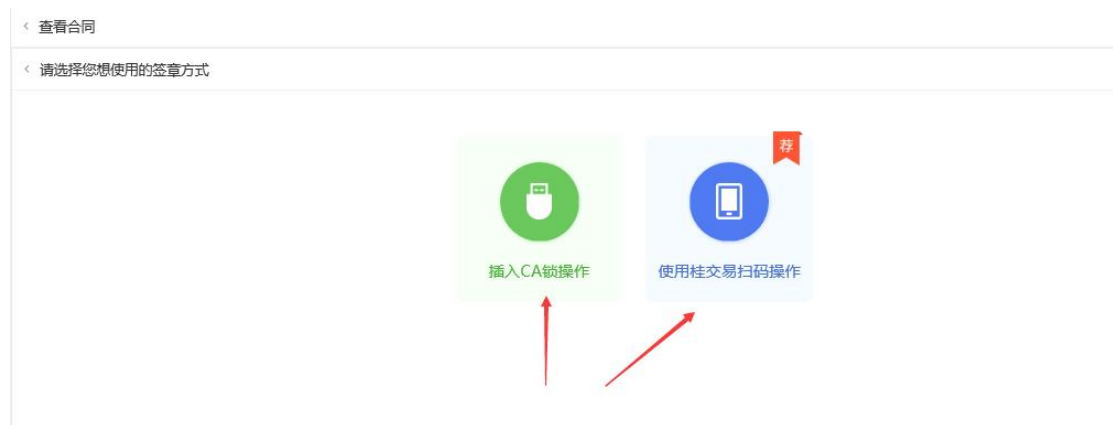 查看合同
请选择您想使用的签章方式
荐
插入CA锁操作
使用桂交易扫码操作